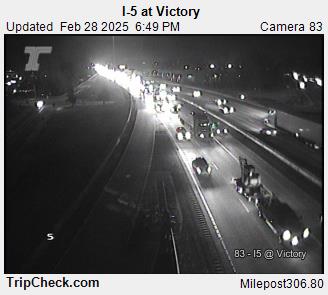 I-5 at Victory
Updated Feb 28 2025 6:49 PM Camera 83
T
S
83 - I5 @ Victory
TripCheck.com Milepost306.80